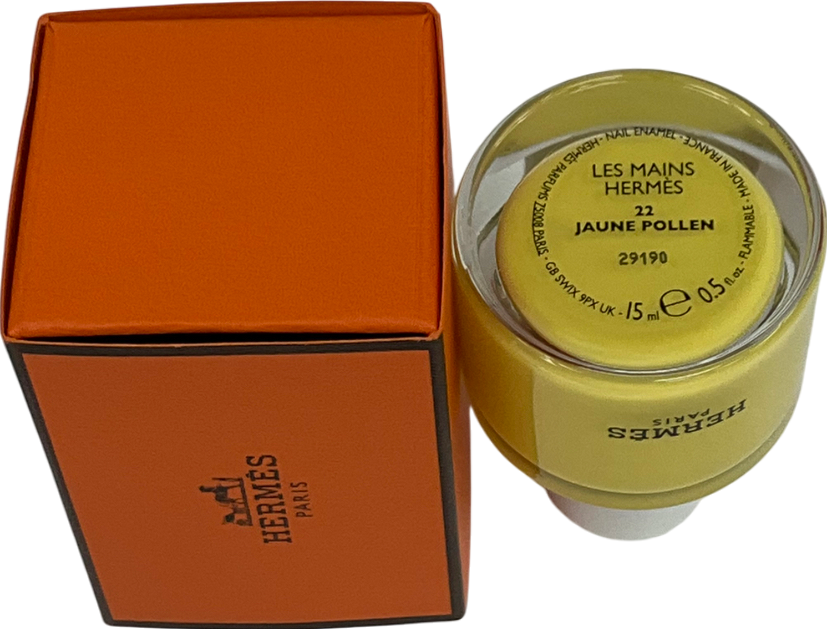 HERMÈS
PARIS
LES MAINS
HERMÈS
22
JAUNE POLLEN
29190
NAIL ENAMEL - HERMÈS PARFUMS 75008 PARIS - GB SW1X 9PX UK - 15 ml e 0.5 fl.oz. - FLAMMABLE - MADE IN FRANCE -
HERMÈS
PARIS